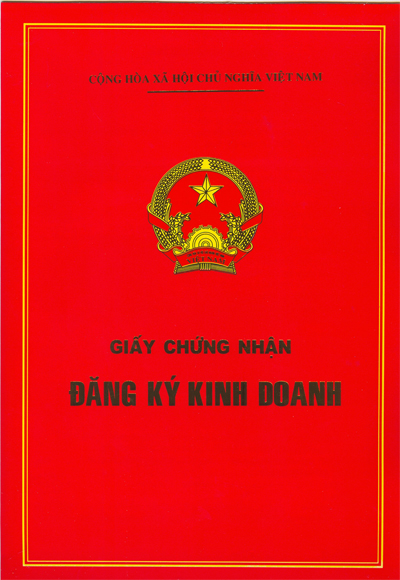 CỘNG HÒA XÃ HỘI CHỦ NGHĨA VIỆT NAM
GIẤY CHỨNG NHẬN
ĐĂNG KÝ KINH DOANH